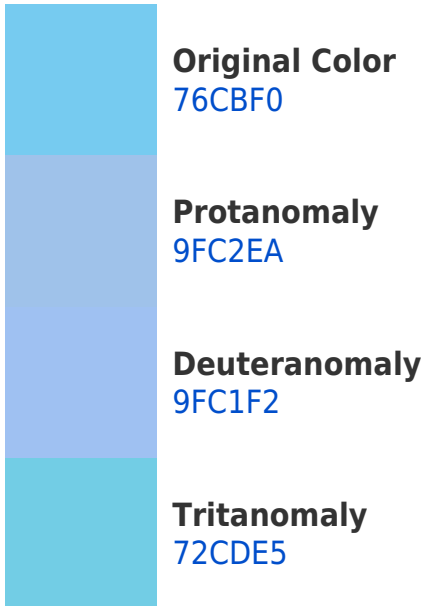 Original Color
76CBF0
Protanomaly
9FC2EA
Deuteranomaly
9FC1F2
Tritanomaly
72CDE5